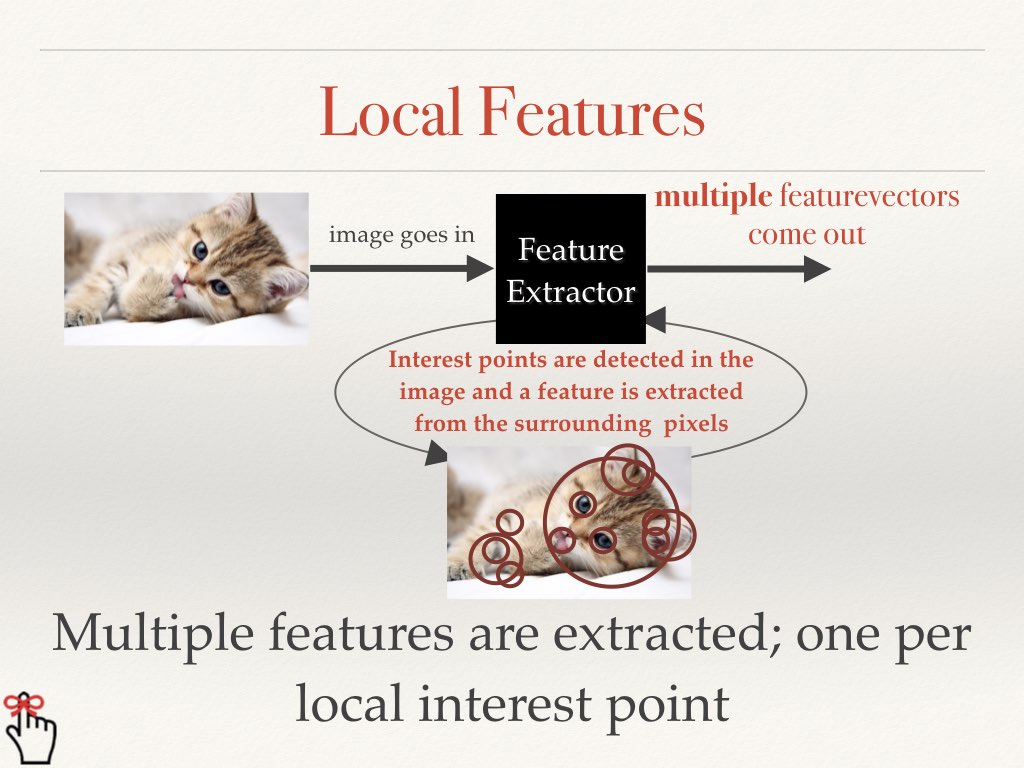 Local Features
image goes in
Feature
Extractor
multiple featurevectors
come out
Interest points are detected in the
image and a feature is extracted
from the surrounding pixels
Multiple features are extracted; one per
local interest point